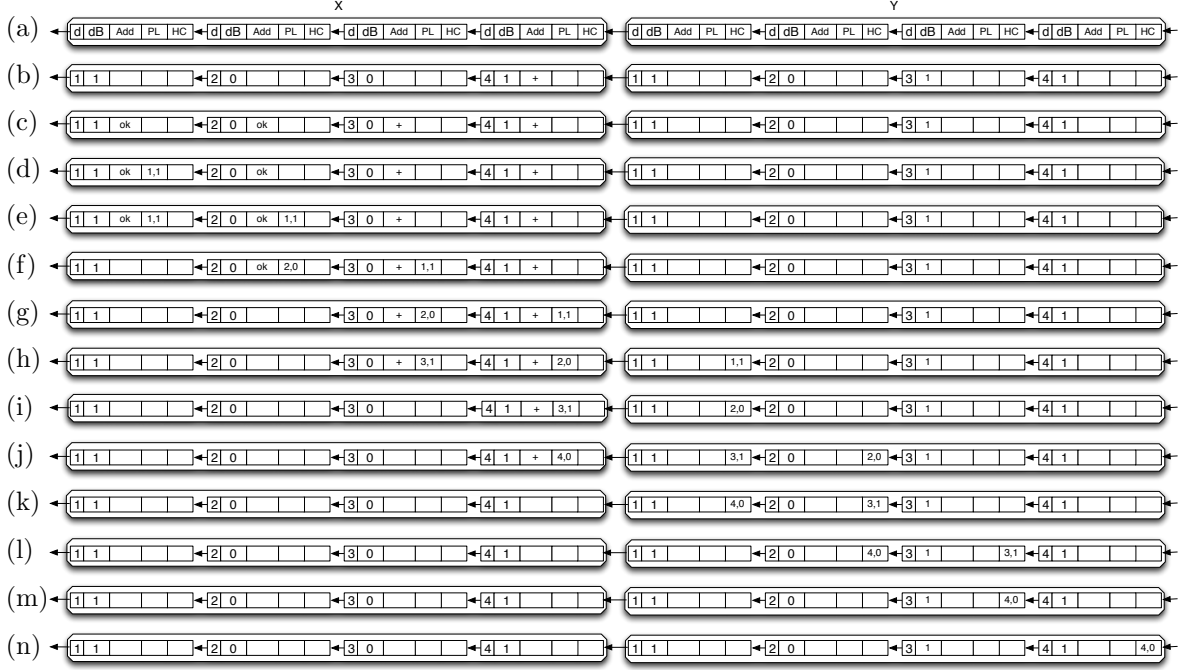 X Y
(a) d dB Add PL HC d dB Add PL HC d dB Add PL HC d dB Add PL HC d dB Add PL HC d dB Add PL HC d dB Add PL HC d dB Add PL HC
(b) 1 1 2 0 3 0 4 1 + 1 1 2 0 3 1 4 1
(c) 1 1 ok 2 0 ok 3 0 + 4 1 + 1 1 2 0 3 1 4 1
(d) 1 1 ok 1,1 2 0 ok 3 0 + 4 1 + 1 1 2 0 3 1 4 1
(e) 1 1 ok 1,1 2 0 ok 1,1 3 0 + 4 1 + 1 1 2 0 3 1 4 1
(f) 1 1 2 0 ok 2,0 3 0 + 1,1 4 1 + 1 1 2 0 3 1 4 1
(g) 1 1 2 0 3 0 + 2,0 4 1 + 1,1 1 1 2 0 3 1 4 1
(h) 1 1 2 0 3 0 + 3,1 4 1 + 2,0 1 1 1,1 2 0 3 1 4 1
(i) 1 1 2 0 3 0 4 1 + 3,1 1 1 2,0 2 0 3 1 4 1
(j) 1 1 2 0 3 0 4 1 + 4,0 1 1 3,1 2 0 2,0 3 1 4 1
(k) 1 1 2 0 3 0 4 1 1 1 4,0 2 0 3,1 3 1 4 1
(l) 1 1 2 0 3 0 4 1 1 1 2 0 4,0 3 1 3,1 4 1
(m) 1 1 2 0 3 0 4 1 1 1 2 0 3 1 4,0 4 1
(n) 1 1 2 0 3 0 4 1 1 1 2 0 3 1 4 1 4,0